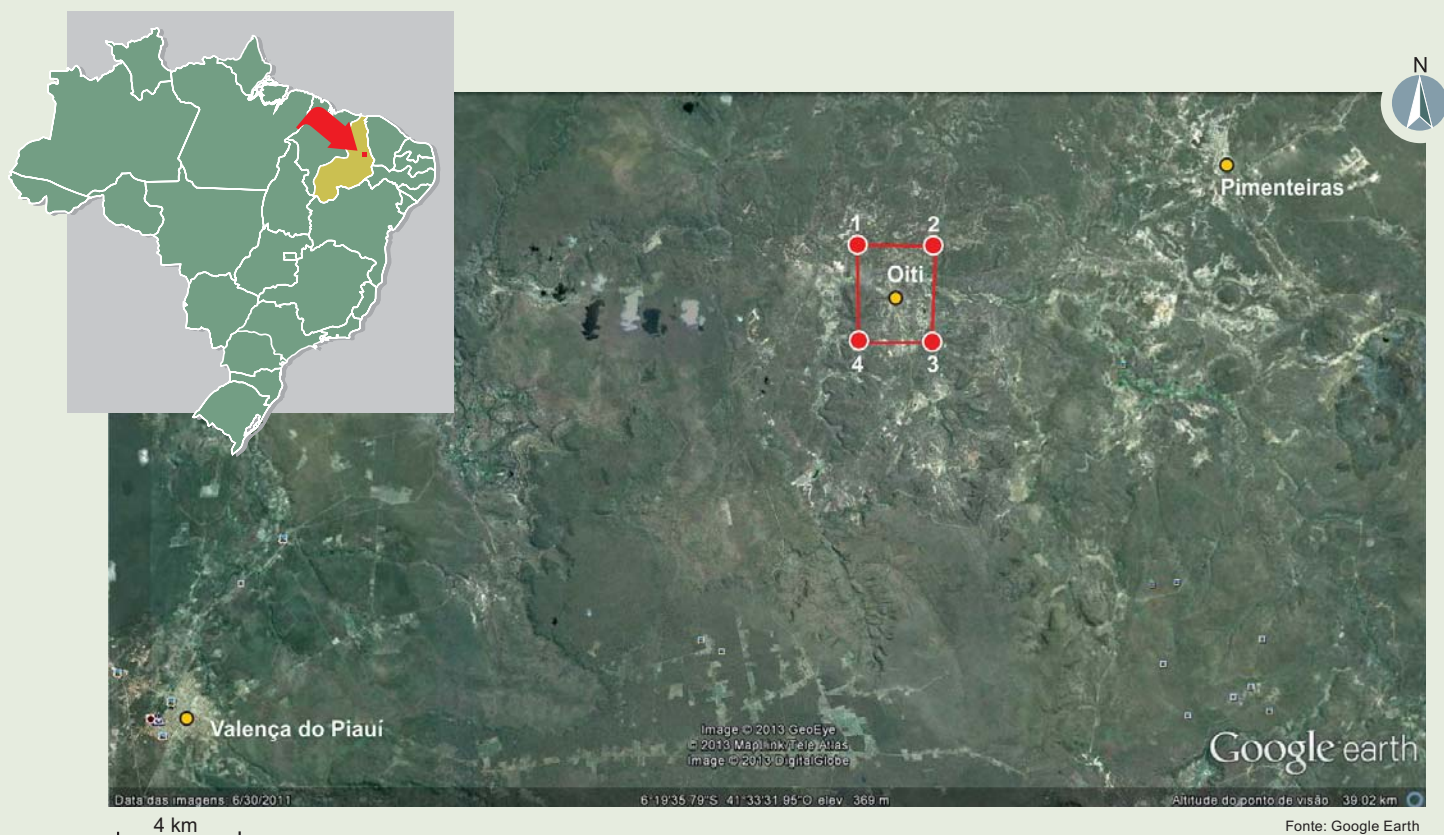 N
Pimenteiras
1 2
Oiti
4 3
Valença do Piauí
Image © 2013 GeoEye
© 2013 MapLink/Tele Atlas
Image © 2013 DigitalGlobe
Google earth
Data das imagens: 6/30/2011 6°19'35.79"S 41°33'31.95"O elev 369 m Altitude do ponto de visão 39.02 km
4 km
Fonte: Google Earth